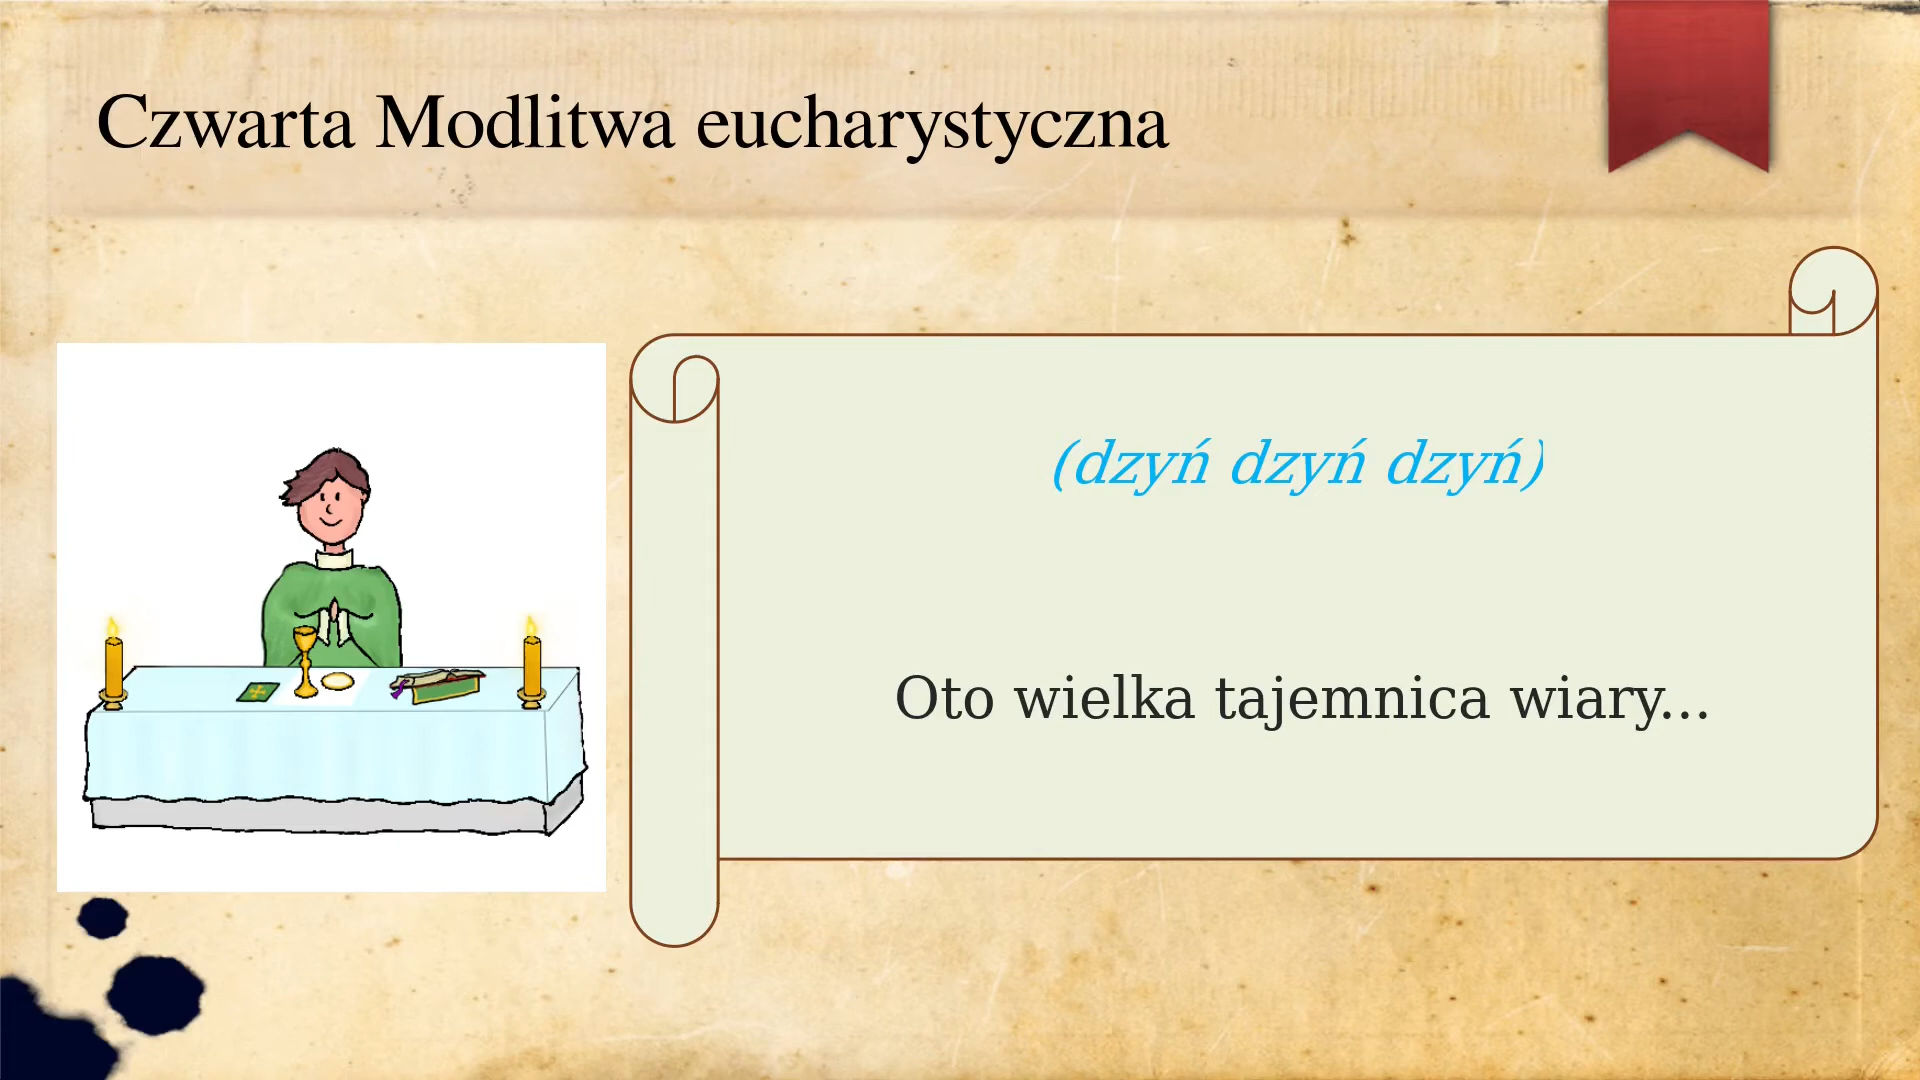 Czwarta Modlitwa eucharystyczna
(dzyń dzyń dzyń)
Oto wielka tajemnica wiary...